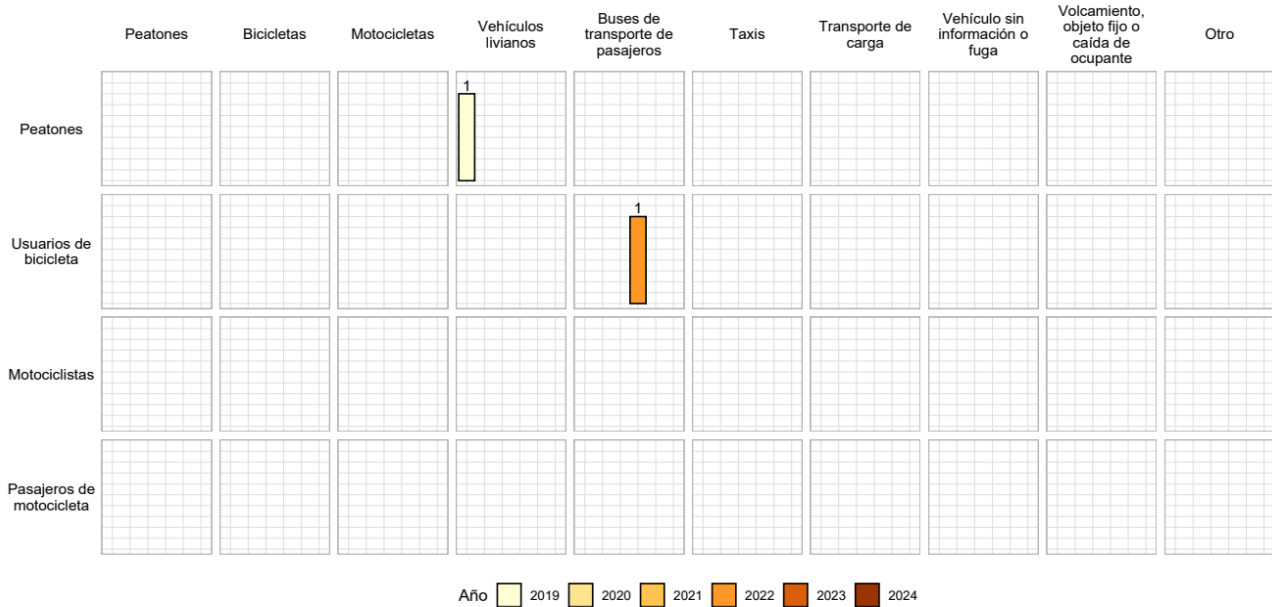 Peatones
Bicicletas
Motocicletas
Vehículos
livianos
Buses de
transporte de
pasajeros
Taxis
Transporte de
carga
Vehículo sin
información o
fuga
Volcamiento,
objeto fijo o
caída de
ocupante
Otro
Peatones
1
Usuarios de
bicicleta
1
Motociclistas
Pasajeros de
motocicleta
Año 2019 2020 2021 2022 2023 2024